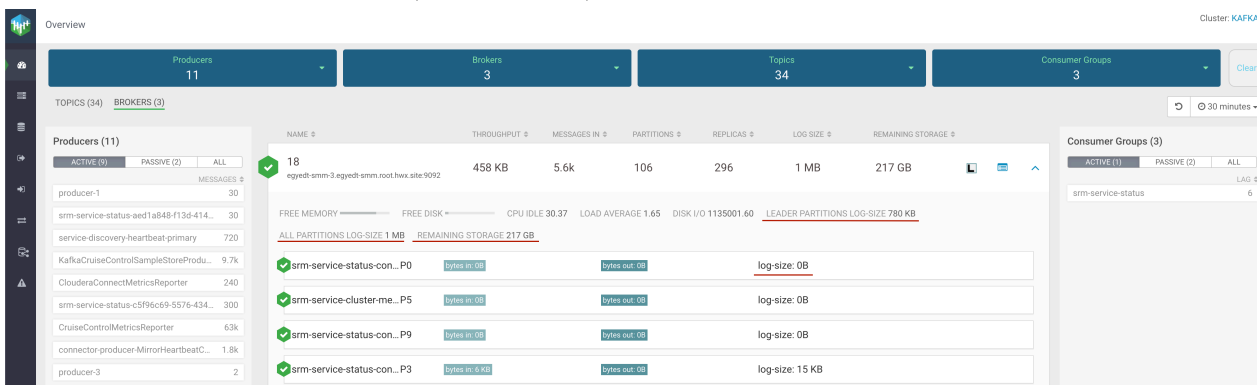 Overview
Cluster: KAFKA
Producers
11
Brokers
3
Topics
34
Consumer Groups
3
Clear
TOPICS (34) BROKERS (3)
30 minutes
Producers (11)
ACTIVE (9) PASSIVE (2) ALL
MESSAGES
producer-1 30
srm-service-status-aed1a848-f13d-414... 30
service-discovery-heartbeat-primary 720
KafkaCruiseControlSampleStoreProdu... 9.7k
ClouderaConnectMetricsReporter 240
srm-service-status-c5f96c69-5576-434... 300
CruiseControlMetricsReporter 63k
connector-producer-MirrorHeartbeatC... 1.8k
producer-3 2
NAME THROUGHPUT MESSAGES IN PARTITIONS REPLICAS LOG SIZE REMAINING STORAGE
18 458 KB 5.6k 106 296 1 MB 217 GB L
egyedt-smm-3.egyedt-smm.root.hwx.site:9092
FREE MEMORY FREE DISK CPU IDLE 30.37 LOAD AVERAGE 1.65 DISK I/O 1135001.60 LEADER PARTITIONS LOG-SIZE 780 KB
ALL PARTITIONS LOG-SIZE 1 MB REMAINING STORAGE 217 GB
srm-service-status-con... P0 bytes in: 0B bytes out: 0B log-size: 0B
srm-service-cluster-me... P5 bytes in: 0B bytes out: 0B log-size: 0B
srm-service-status-con... P9 bytes in: 0B bytes out: 0B log-size: 0B
srm-service-status-con... P3 bytes in: 6 KB bytes out: 0B log-size: 15 KB
Consumer Groups (3)
ACTIVE (1) PASSIVE (2) ALL
LAG
srm-service-status 6